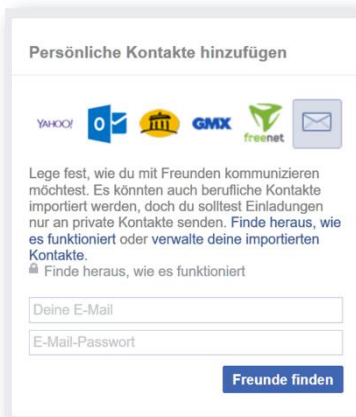 Persönliche Kontakte hinzufügen
YAHOO! GMX freenet
Lege fest, wie du mit Freunden kommunizieren
möchtest. Es könnten auch berufliche Kontakte
importiert werden, doch du solltest Einladungen
nur an private Kontakte senden. Finde heraus, wie
es funktioniert oder verwalte deine importierten
Kontakte.
Finde heraus, wie es funktioniert
Deine E-Mail
E-Mail-Passwort
Freunde finden